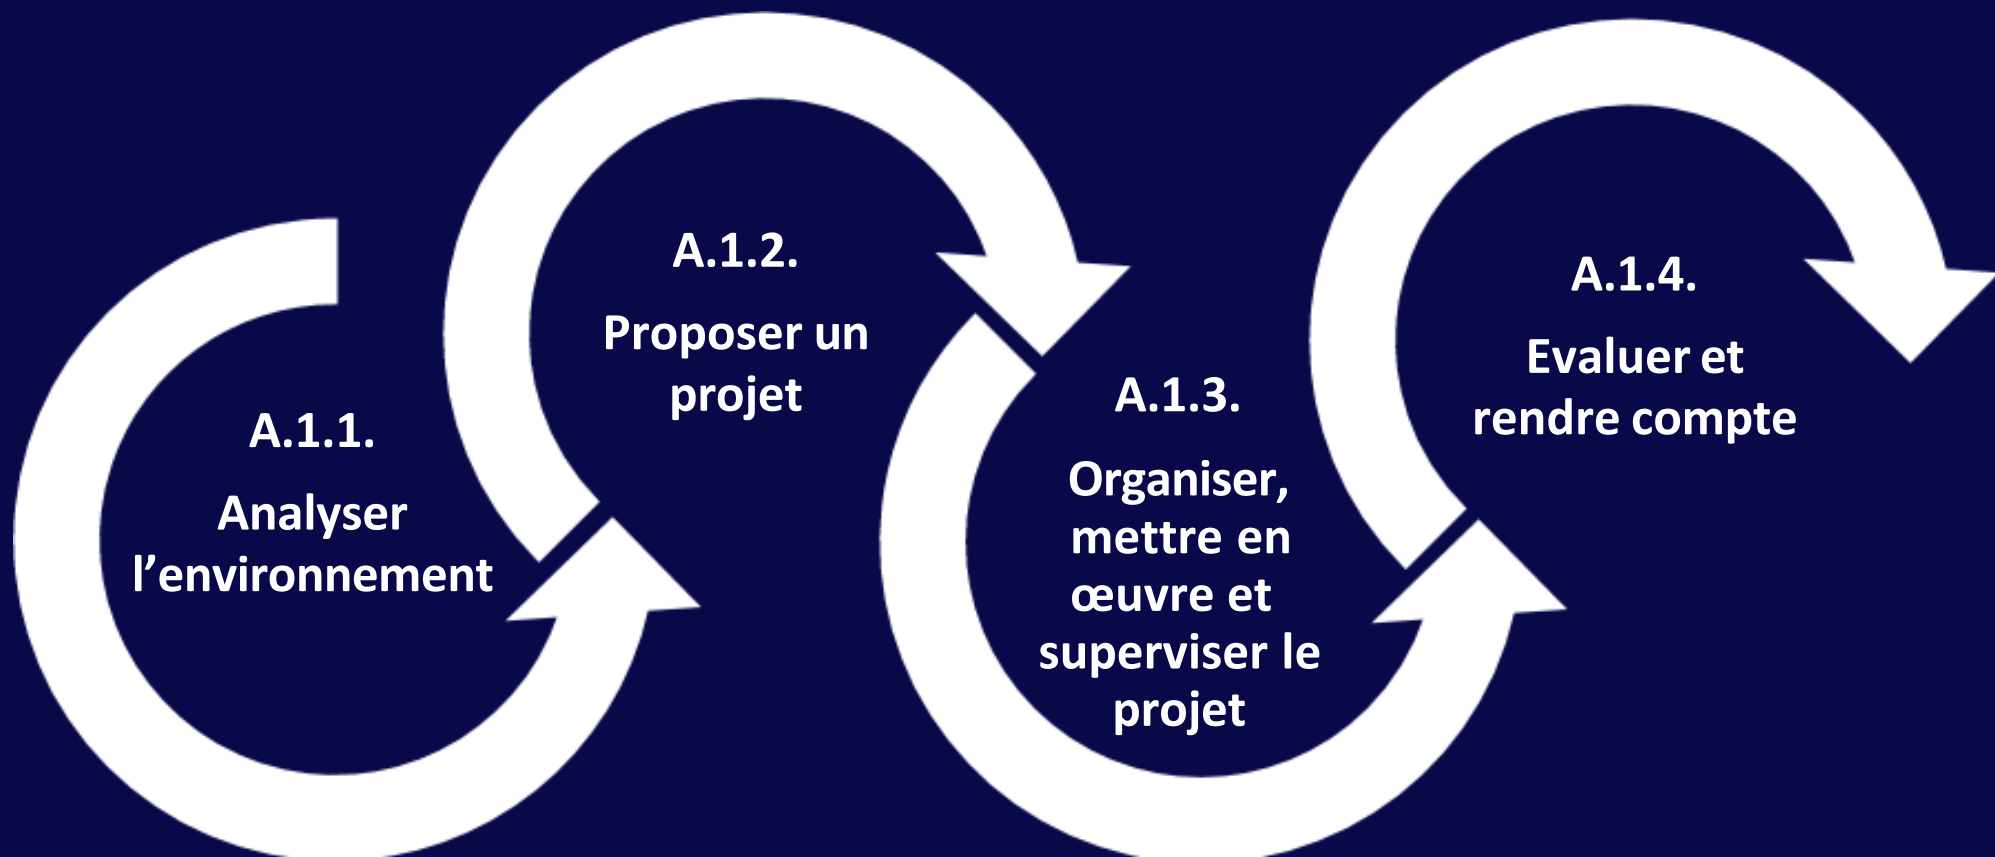 A.1.1.
Analyser
l’environnement
A.1.2.
Proposer un
projet
A.1.3.
Organiser,
mettre en
œuvre et
superviser le
projet
A.1.4.
Evaluer et
rendre compte